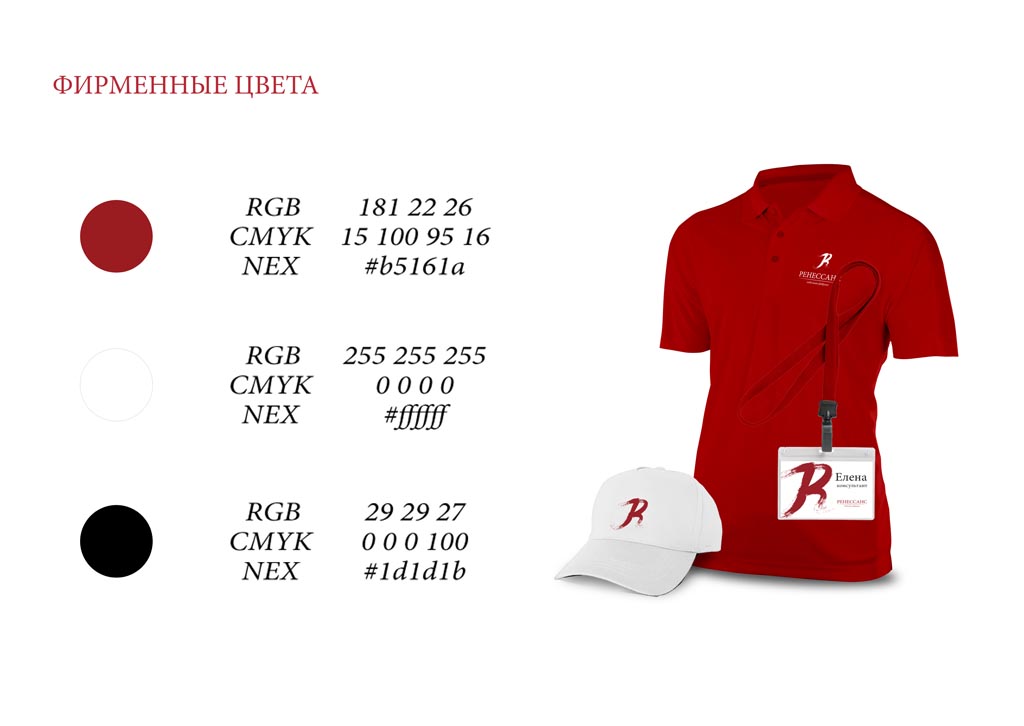 ФИРМЕННЫЕ ЦВЕТА
RGB 181 22 26
CMYK 15 100 95 16
NEX #b5161a
RGB 255 255 255
CMYK 0 0 0 0
NEX #ffffff
RGB 29 29 27
CMYK 0 0 0 100
NEX #1d1d1b
РЕНЕССАНС
R
R
Елена
консультант
РЕНЕССАНС